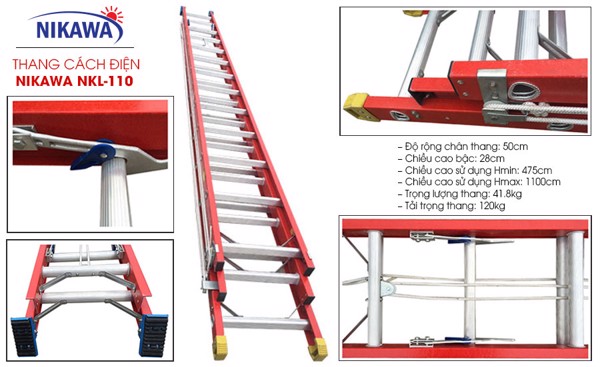 NIKAWA
THANG CÁCH ĐIỆN
NIKAWA NKL-110
– Độ rộng chân thang: 50cm
– Chiều cao bậc: 28cm
– Chiều cao sử dụng Hmin: 475cm
– Chiều cao sử dụng Hmax: 1100cm
– Trọng lượng thang: 41.8kg
– Tải trọng thang: 120kg